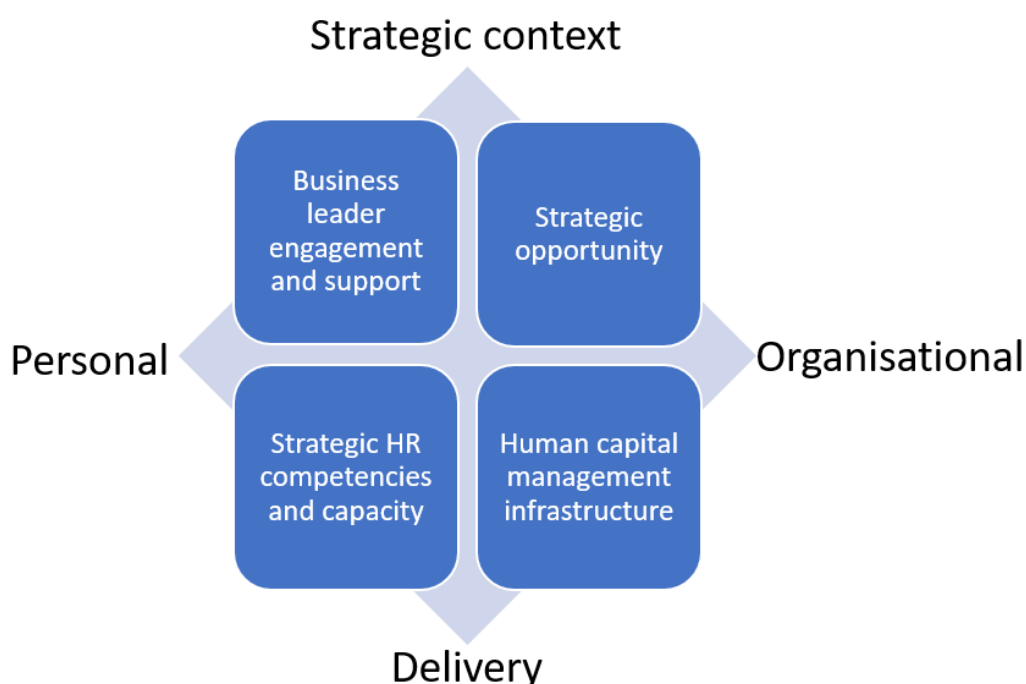 Strategic context
Business
leader
engagement
and support
Strategic
opportunity
Personal
Organisational
Strategic HR
competencies
and capacity
Human capital
management
infrastructure
Delivery